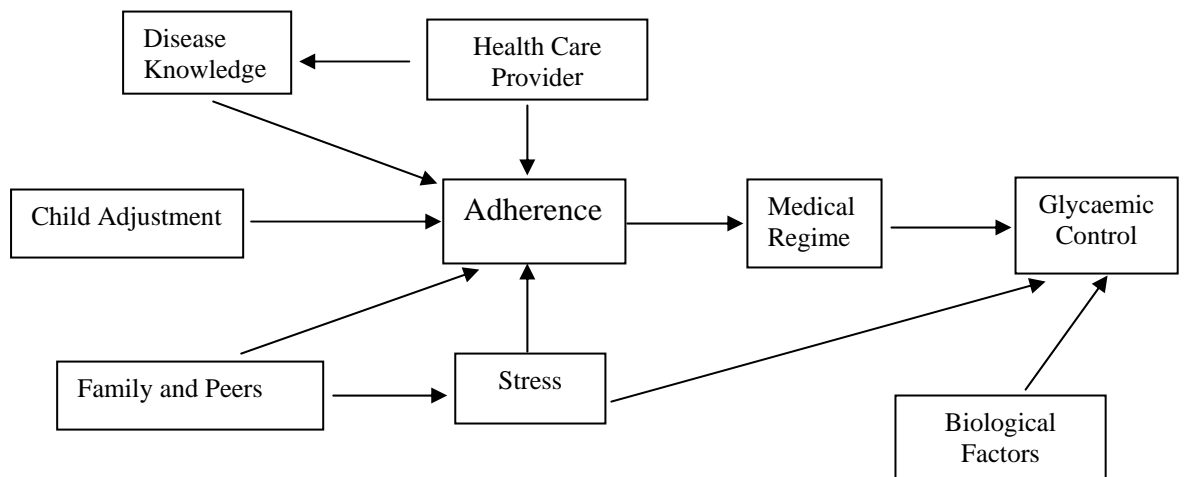 Disease
Knowledge
Health Care
Provider
Child Adjustment
Adherence
Medical
Regime
Glycaemic
Control
Family and Peers
Stress
Biological
Factors